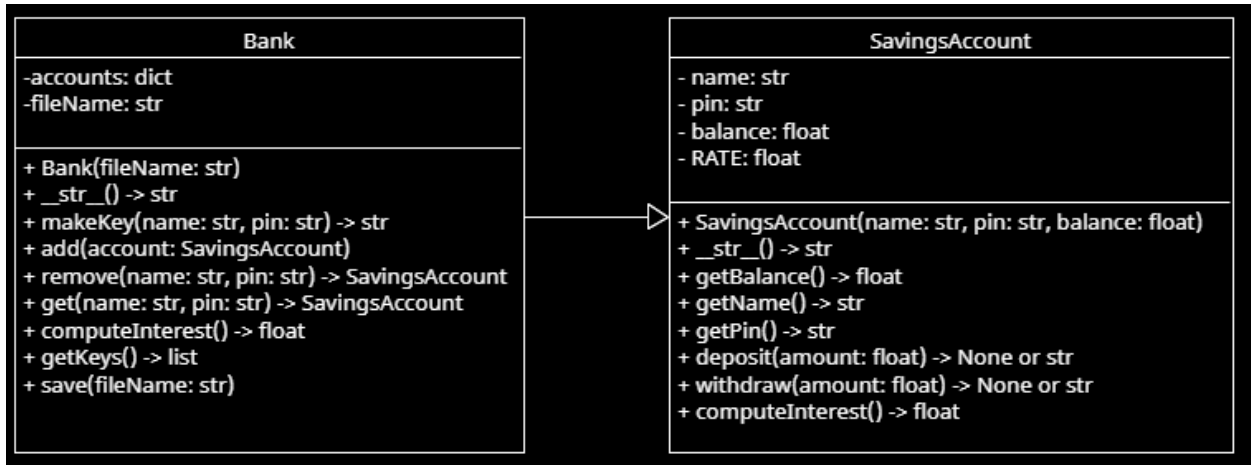 Bank
-accounts: dict
-fileName: str
+ Bank(fileName: str)
+ __str__() -> str
+ makeKey(name: str, pin: str) -> str
+ add(account: SavingsAccount)
+ remove(name: str, pin: str) -> SavingsAccount
+ get(name: str, pin: str) -> SavingsAccount
+ computeInterest() -> float
+ getKeys() -> list
+ save(fileName: str)
SavingsAccount
- name: str
- pin: str
- balance: float
- RATE: float
+ SavingsAccount(name: str, pin: str, balance: float)
+ __str__() -> str
+ getBalance() -> float
+ getName() -> str
+ getPin() -> str
+ deposit(amount: float) -> None or str
+ withdraw(amount: float) -> None or str
+ computeInterest() -> float